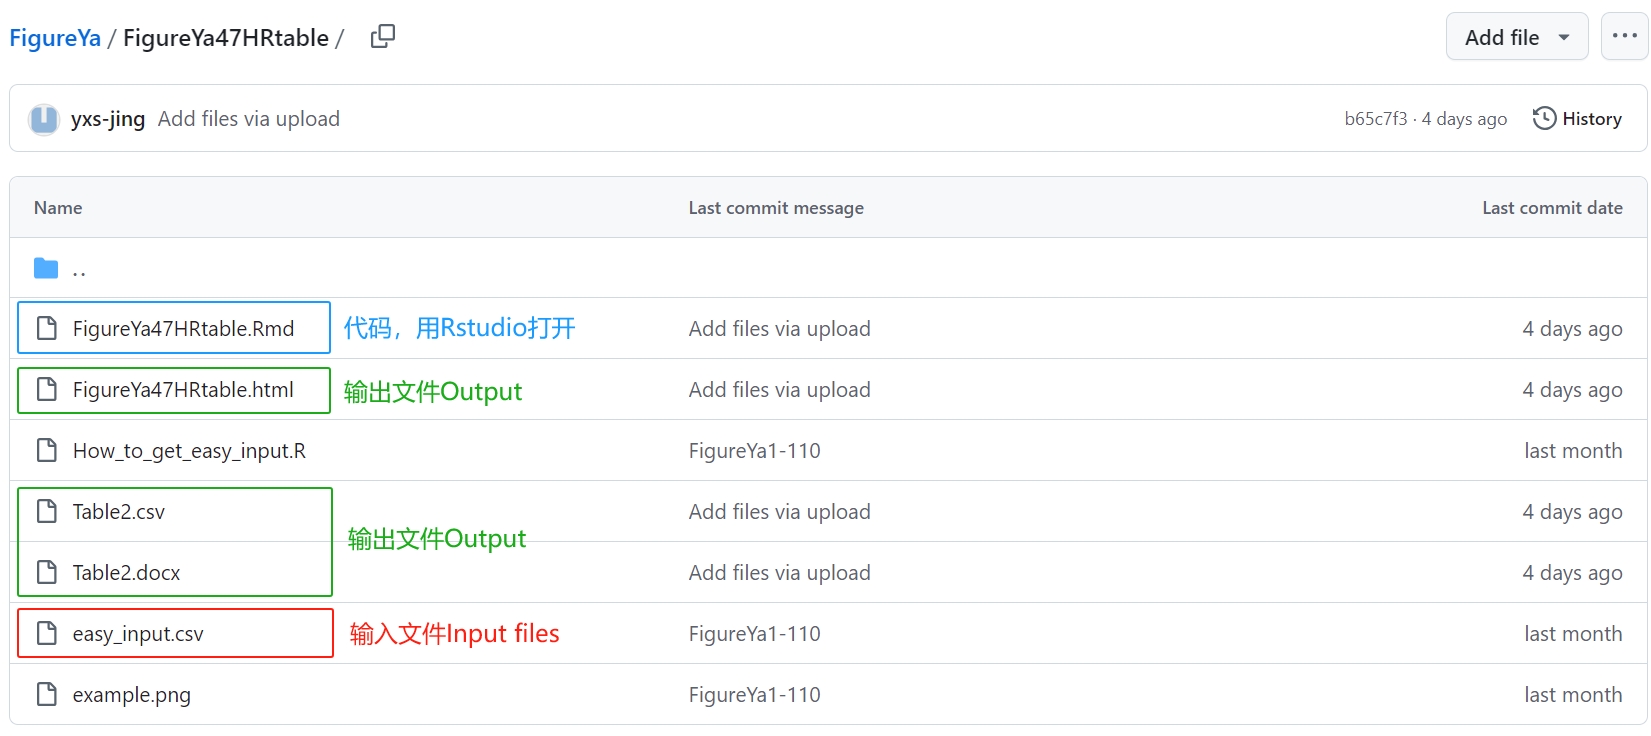 FigureYa / FigureYa47HRtable /
Add file
yxs-jing Add files via upload
b65c7f3 · 4 days ago
History
Name Last commit message Last commit date
..
FigureYa47HRtable.Rmd 代码，用Rstudio打开 Add files via upload 4 days ago
FigureYa47HRtable.html 输出文件Output Add files via upload 4 days ago
How_to_get_easy_input.R FigureYa1-110 last month
Table2.csv Add files via upload 4 days ago
输出文件Output
Table2.docx Add files via upload 4 days ago
easy_input.csv 输入文件Input files FigureYa1-110 last month
example.png FigureYa1-110 last month